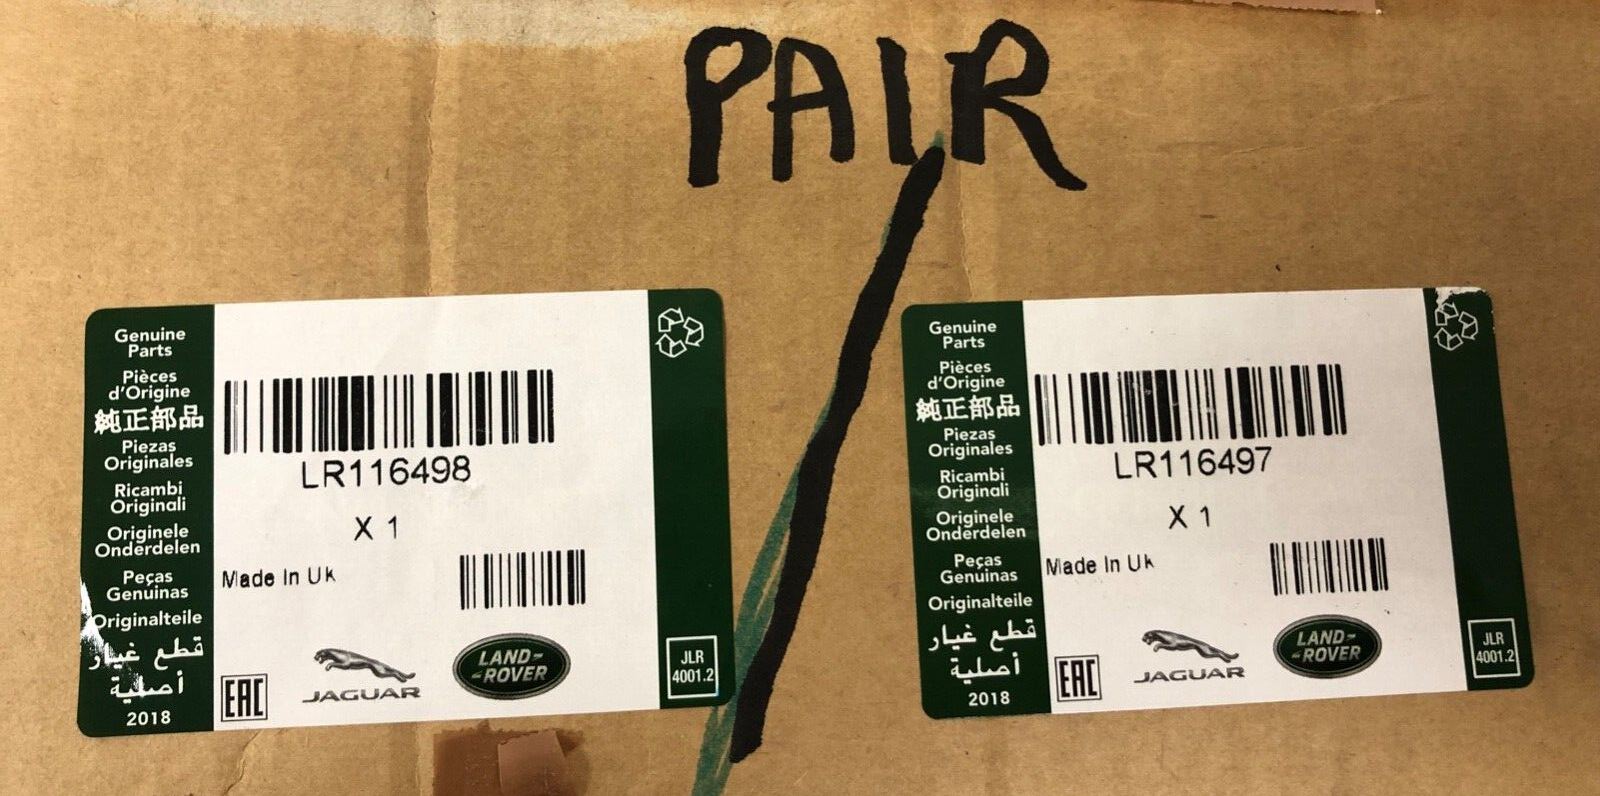 PAIR
Genuine
Parts
Pièces
d'Origine
純正部品
Piezas
Originales
Ricambi
Originali
Originele
Onderdelen
Peças
Genuinas
Originalteile
قطع غيار
أصلية
2018
LR116498
X 1
Made In Uk
EAC
JAGUAR
LAND-
-ROVER
JLR
4001.2
Genuine
Parts
Pièces
d'Origine
純正部品
Piezas
Originales
Ricambi
Originali
Originele
Onderdelen
Peças
Genuinas
Originalteile
قطع غيار
أصلية
2018
LR116497
X 1
Made In Uk
EAC
JAGUAR
LAND-
-ROVER
JLR
4001.2